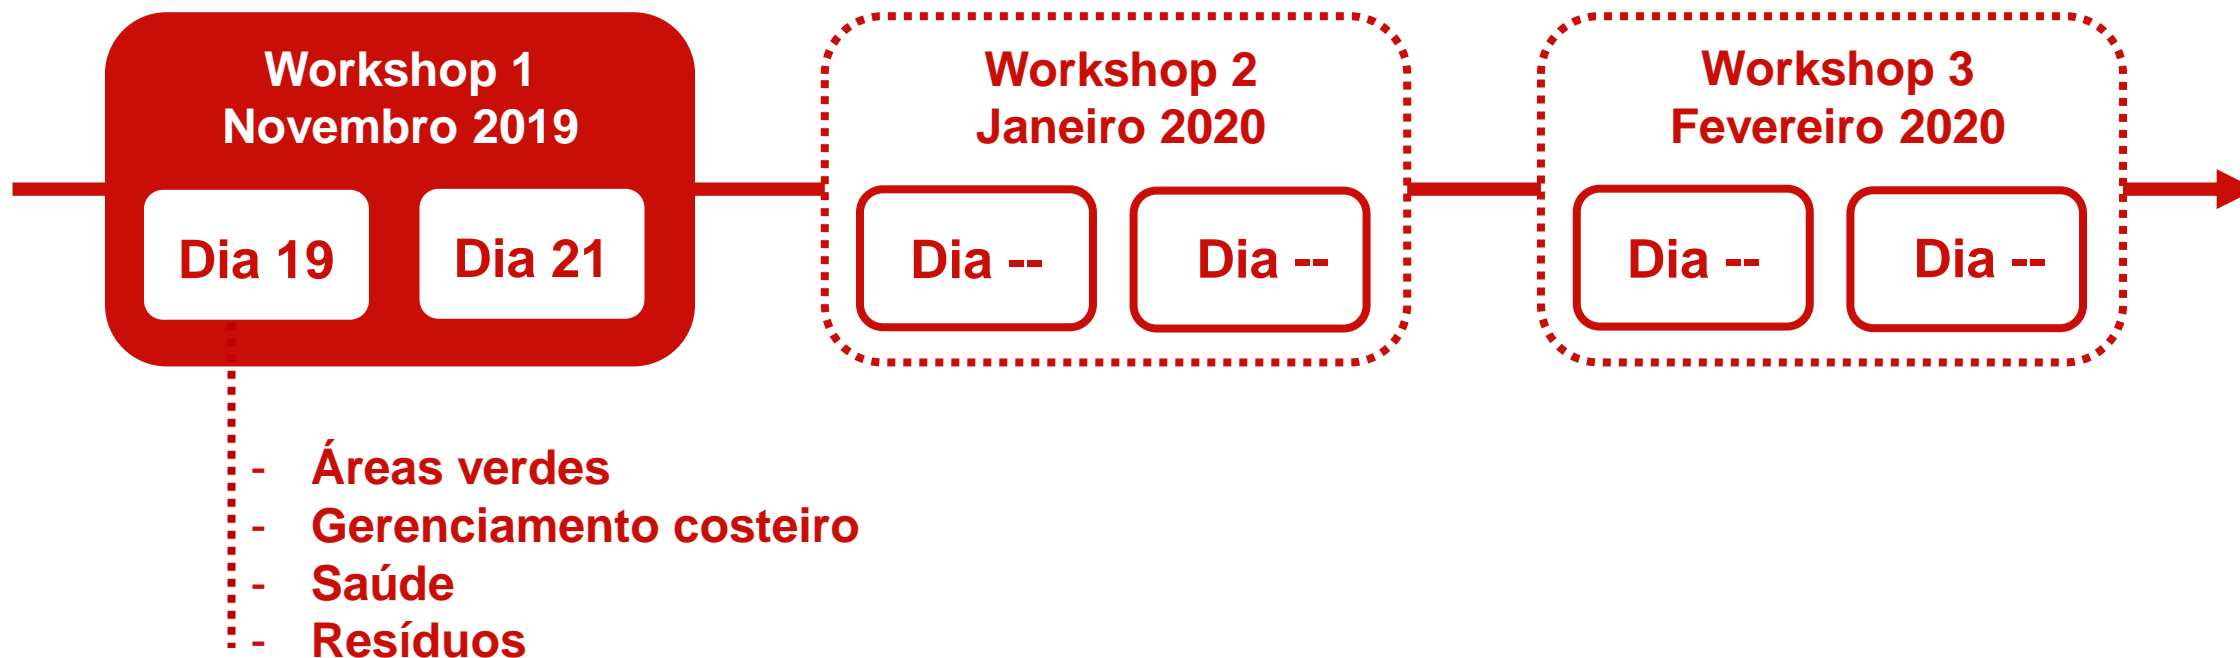 Workshop 1
Novembro 2019
Dia 19
Dia 21
Workshop 2
Janeiro 2020
Dia --
Dia --
Workshop 3
Fevereiro 2020
Dia --
Dia --
- Áreas verdes
- Gerenciamento costeiro
- Saúde
- Resíduos